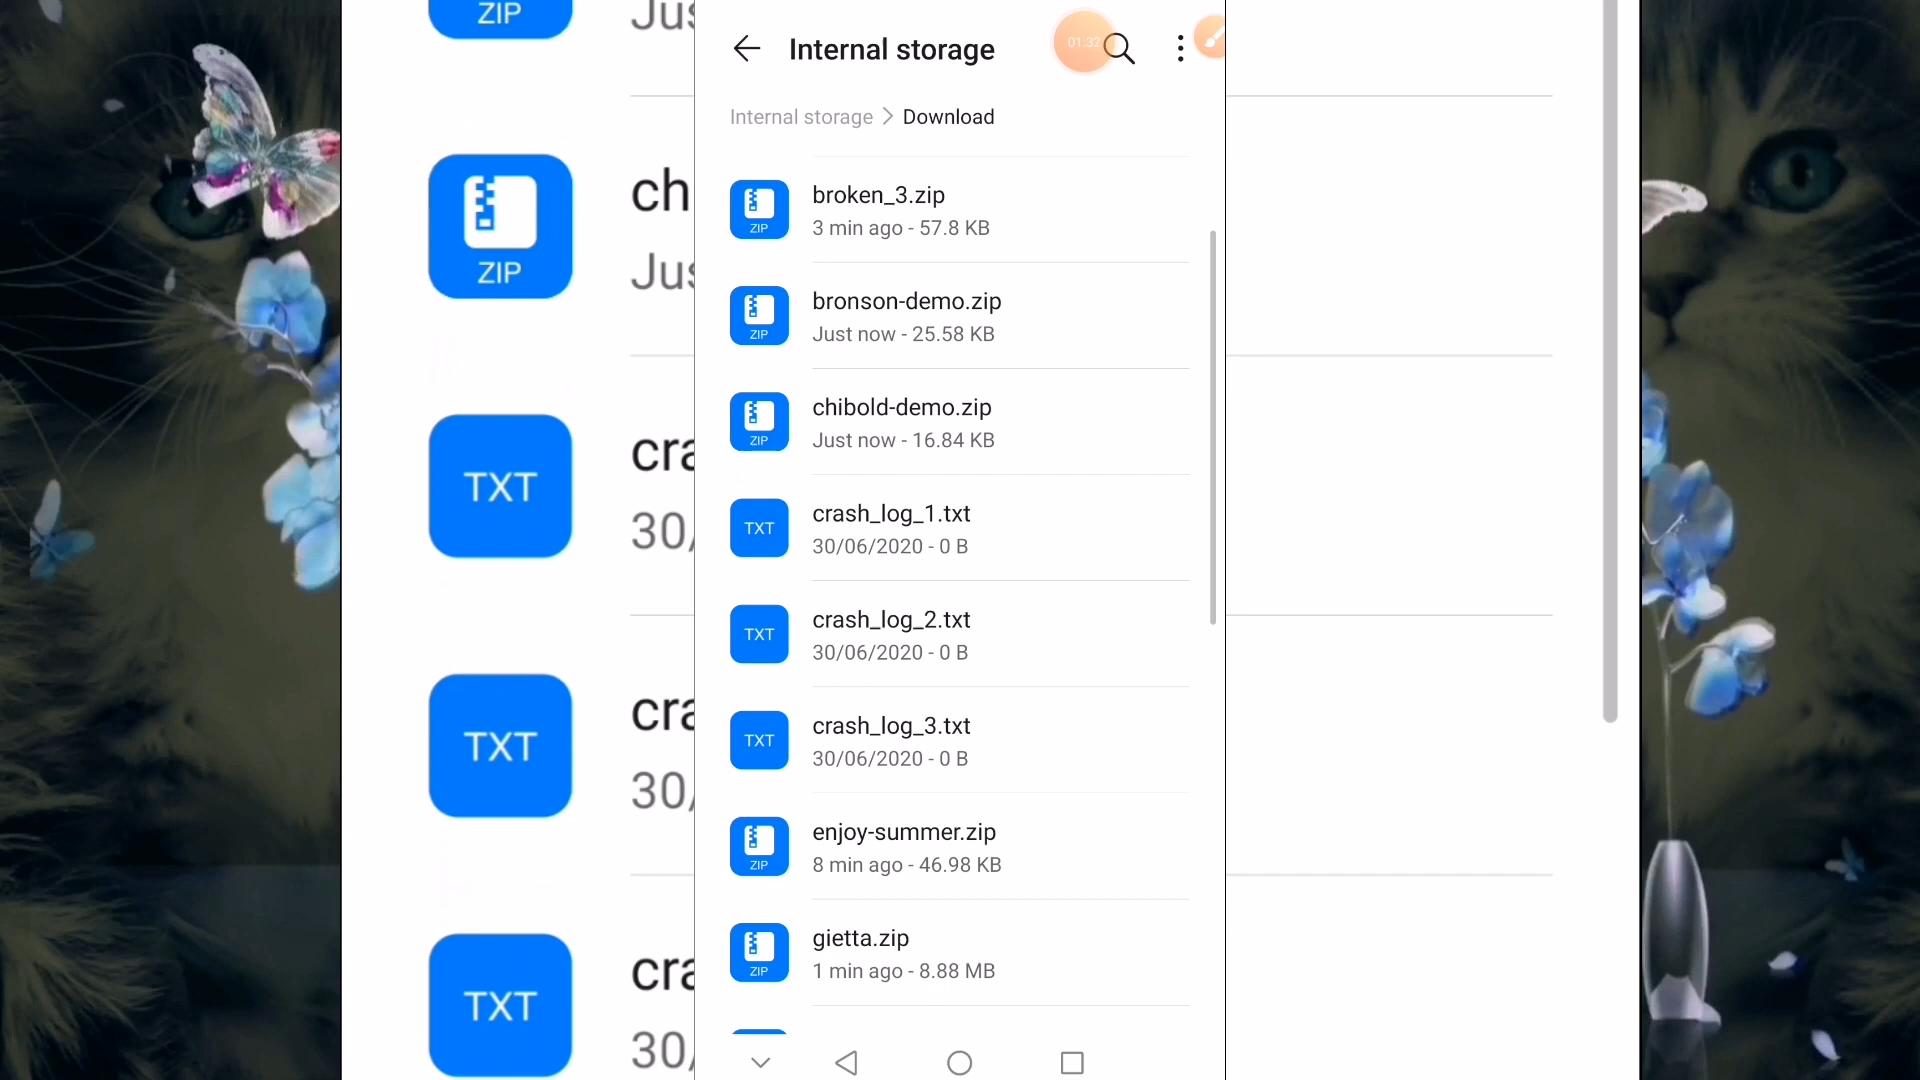 ZIP
Jus
Internal storage
01:32
Internal storage
Download
broken_3.zip
ZIP
3 min ago - 57.8 KB
ch
ZIP
Jus
bronson-demo.zip
ZIP
Just now - 25.58 KB
chibold-demo.zip
ZIP
Just now - 16.84 KB
cra
TXT
30/
crash_log_1.txt
TXT
30/06/2020 - 0 B
crash_log_2.txt
TXT
30/06/2020 - 0 B
cra
TXT
30/
crash_log_3.txt
TXT
30/06/2020 - 0 B
enjoy-summer.zip
ZIP
8 min ago - 46.98 KB
cra
TXT
30/
gietta.zip
ZIP
1 min ago - 8.88 MB